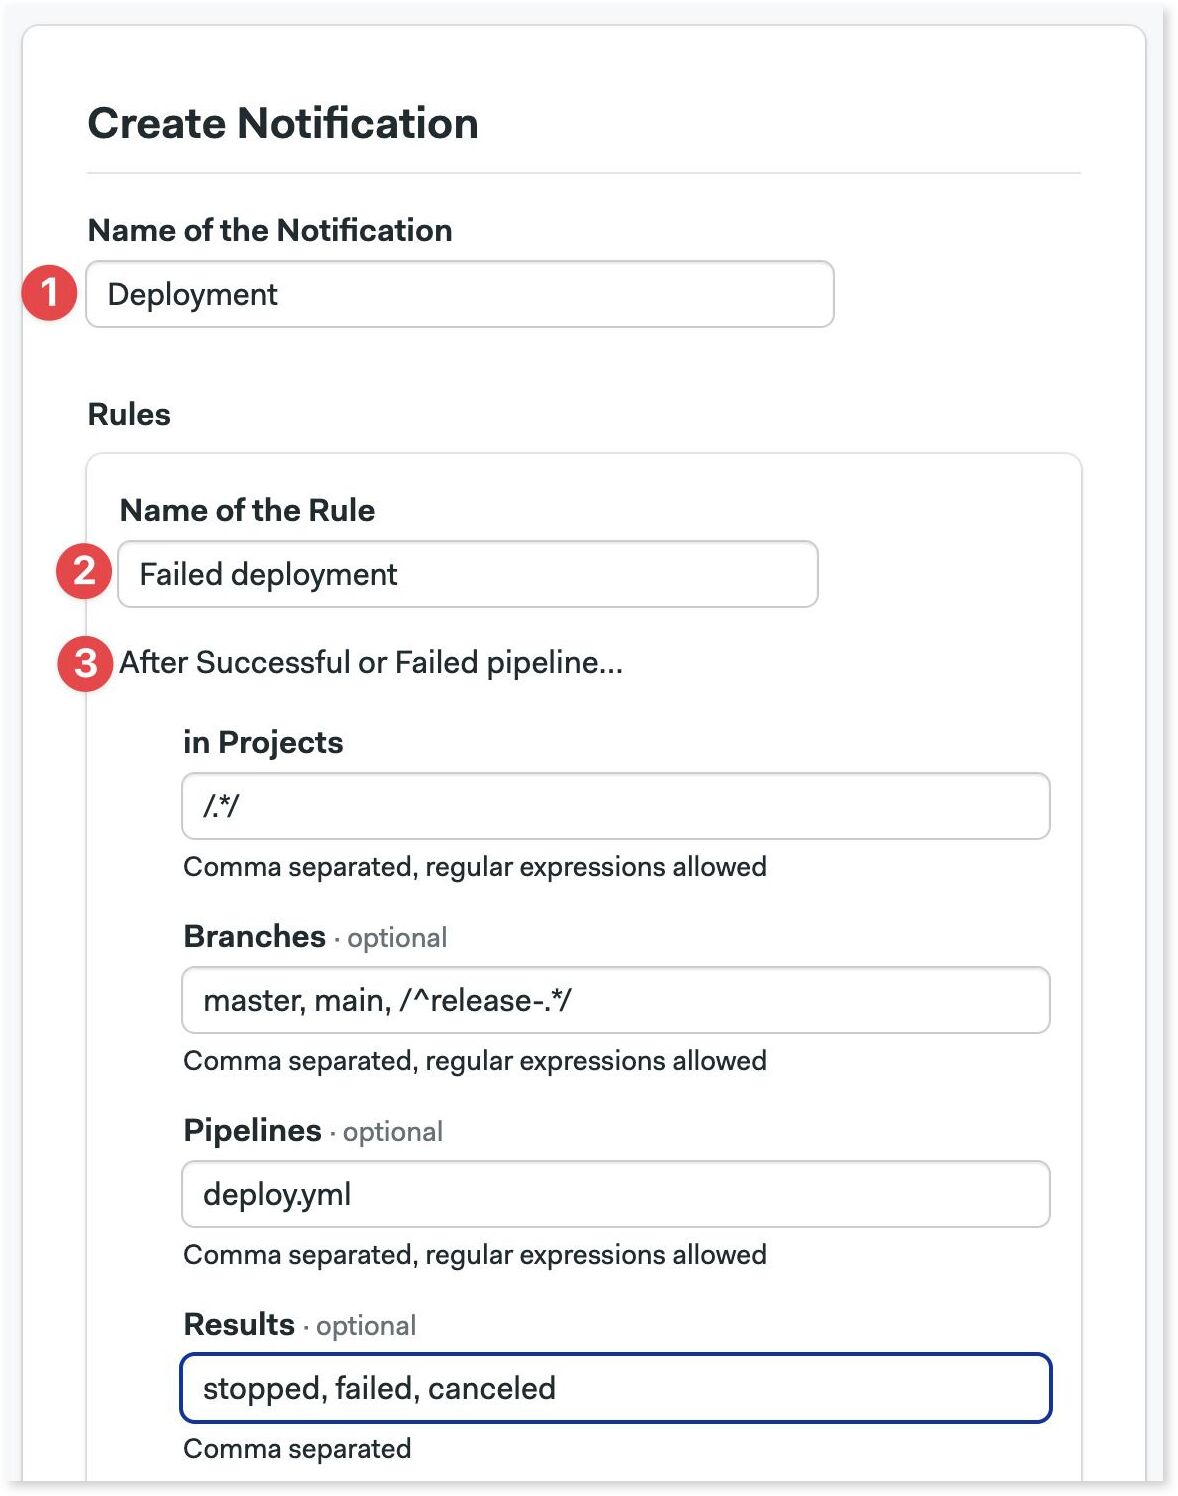 Create Notification
Name of the Notification
1 Deployment
Rules
Name of the Rule
2 Failed deployment
3 After Successful or Failed pipeline...
in Projects
/.*/
Comma separated, regular expressions allowed
Branches · optional
master, main, /^release-.*/
Comma separated, regular expressions allowed
Pipelines · optional
deploy.yml
Comma separated, regular expressions allowed
Results · optional
stopped, failed, canceled
Comma separated